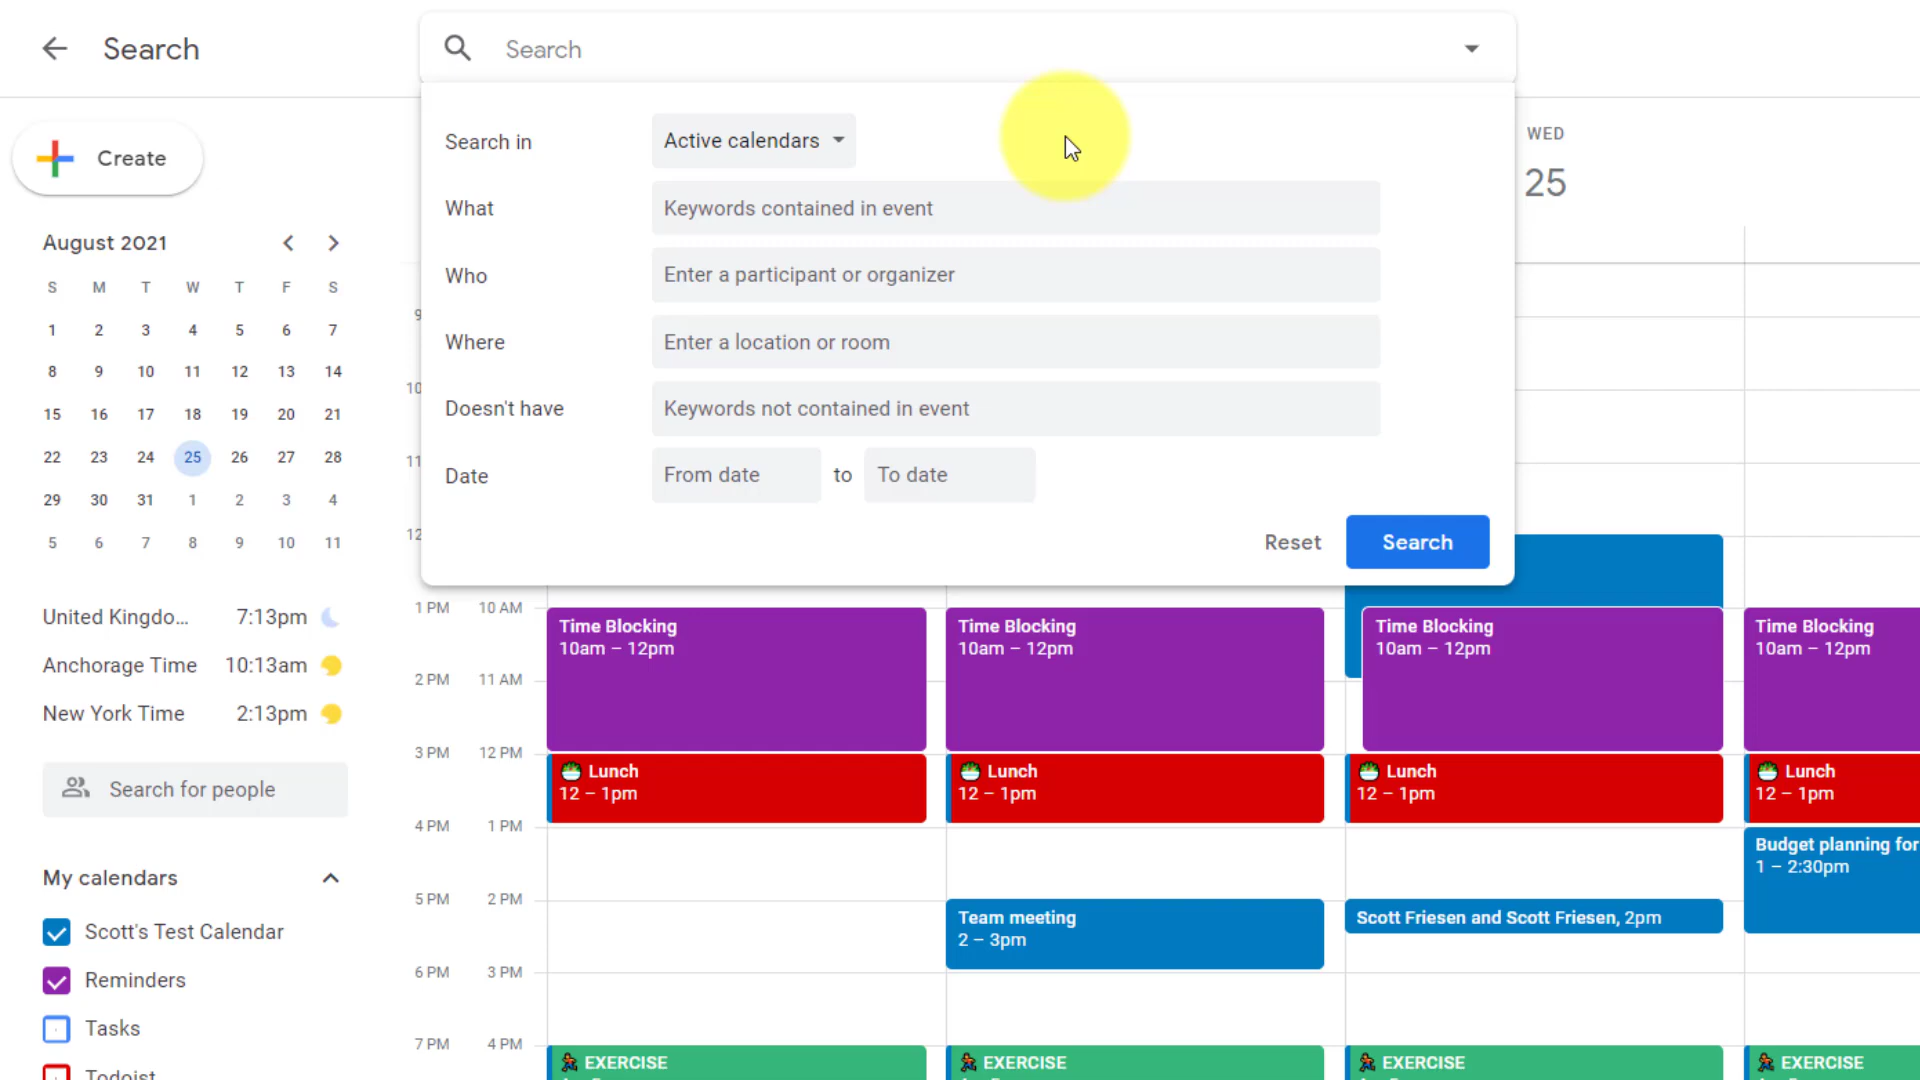 Search
Search
Search in
Active calendars
What
Keywords contained in event
Who
Enter a participant or organizer
Where
Enter a location or room
Doesn't have
Keywords not contained in event
Date
From date to To date
Reset
Search
Create
August 2021
S M T W T F S
1 2 3 4 5 6 7
8 9 10 11 12 13 14
15 16 17 18 19 20 21
22 23 24 25 26 27 28
29 30 31 1 2 3 4
5 6 7 8 9 10 11
United Kingdo... 7:13pm
Anchorage Time 10:13am
New York Time 2:13pm
Search for people
My calendars
Scott's Test Calendar
Reminders
Tasks
Todoist
WED
25
9
10
11
12
1 PM 10 AM
2 PM 11 AM
3 PM 12 PM
4 PM 1 PM
5 PM 2 PM
6 PM 3 PM
7 PM 4 PM
Time Blocking
10am – 12pm
Lunch
12 – 1pm
EXERCISE
Time Blocking
10am – 12pm
Lunch
12 – 1pm
Team meeting
2 – 3pm
EXERCISE
Time Blocking
10am – 12pm
Lunch
12 – 1pm
Scott Friesen and Scott Friesen, 2pm
EXERCISE
Time Blocking
10am – 12pm
Lunch
12 – 1pm
Budget planning for
1 – 2:30pm
EXERCISE